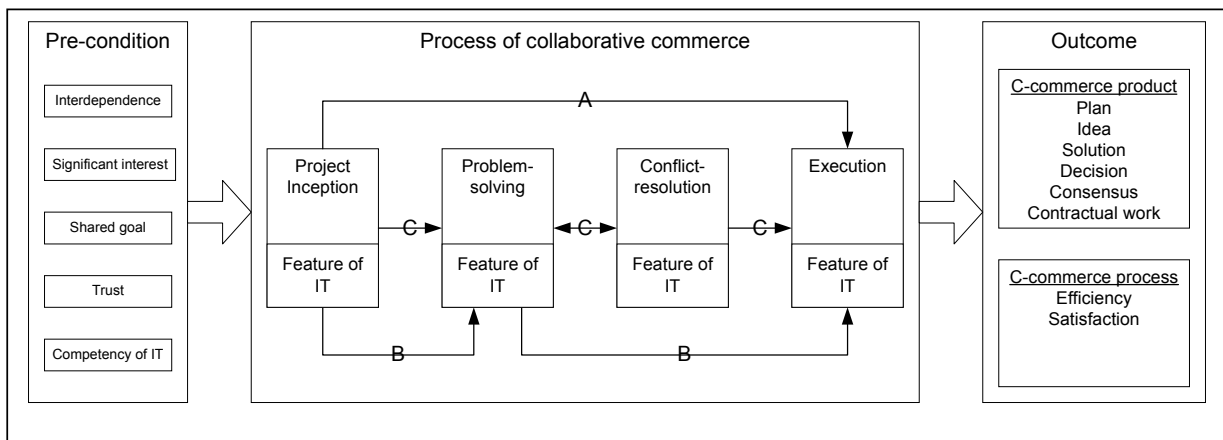 Pre-condition
Interdependence
Significant interest
Shared goal
Trust
Competency of IT
Process of collaborative commerce
A
Project
Inception
Feature of
IT
C
Problem-
solving
Feature of
IT
C
Conflict-
resolution
Feature of
IT
C
Execution
Feature of
IT
B
B
Outcome
C-commerce product
Plan
Idea
Solution
Decision
Consensus
Contractual work
C-commerce process
Efficiency
Satisfaction